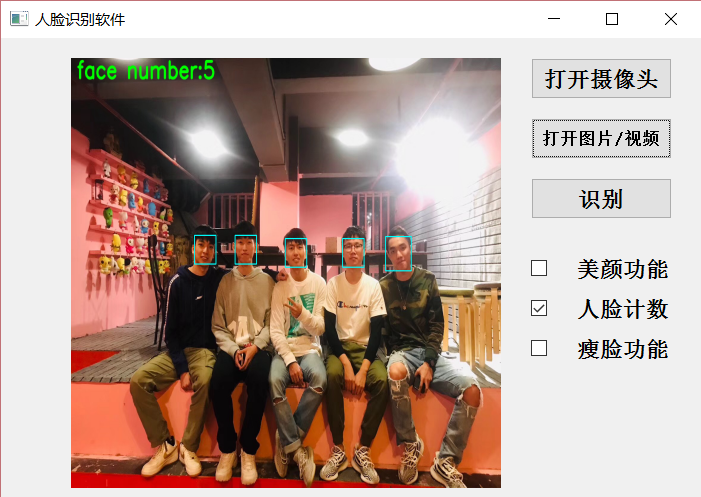 人脸识别软件
face number:5
打开摄像头
打开图片/视频
识别
美颜功能
人脸计数
瘦脸功能
Champion